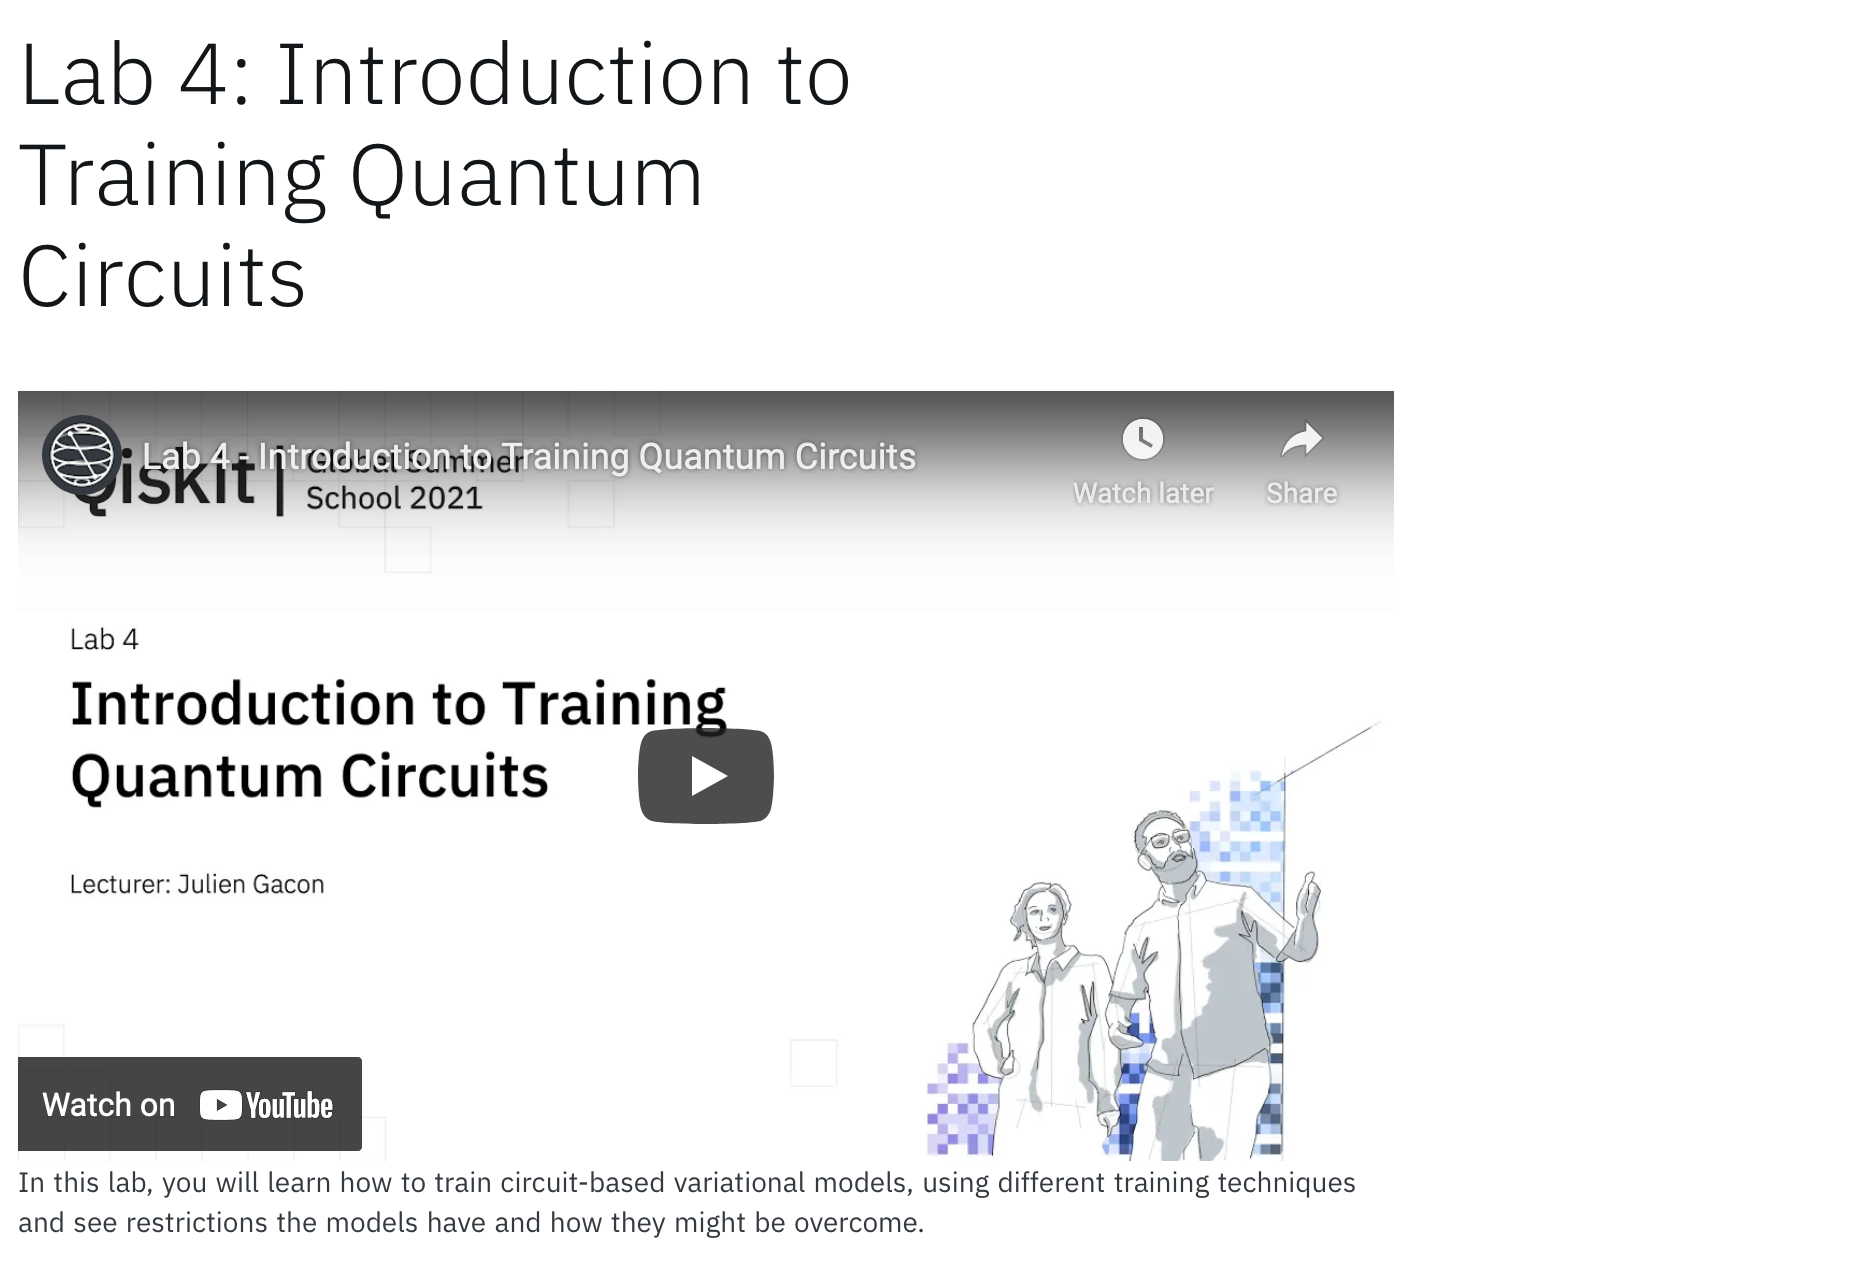 Lab 4: Introduction to
Training Quantum
Circuits
Lab 4 - Introduction to Training Quantum Circuits
Qiskit | Global Summer
School 2021
Watch later
Share
Lab 4
Introduction to Training
Quantum Circuits
Lecturer: Julien Gacon
Watch on YouTube
In this lab, you will learn how to train circuit-based variational models, using different training techniques
and see restrictions the models have and how they might be overcome.